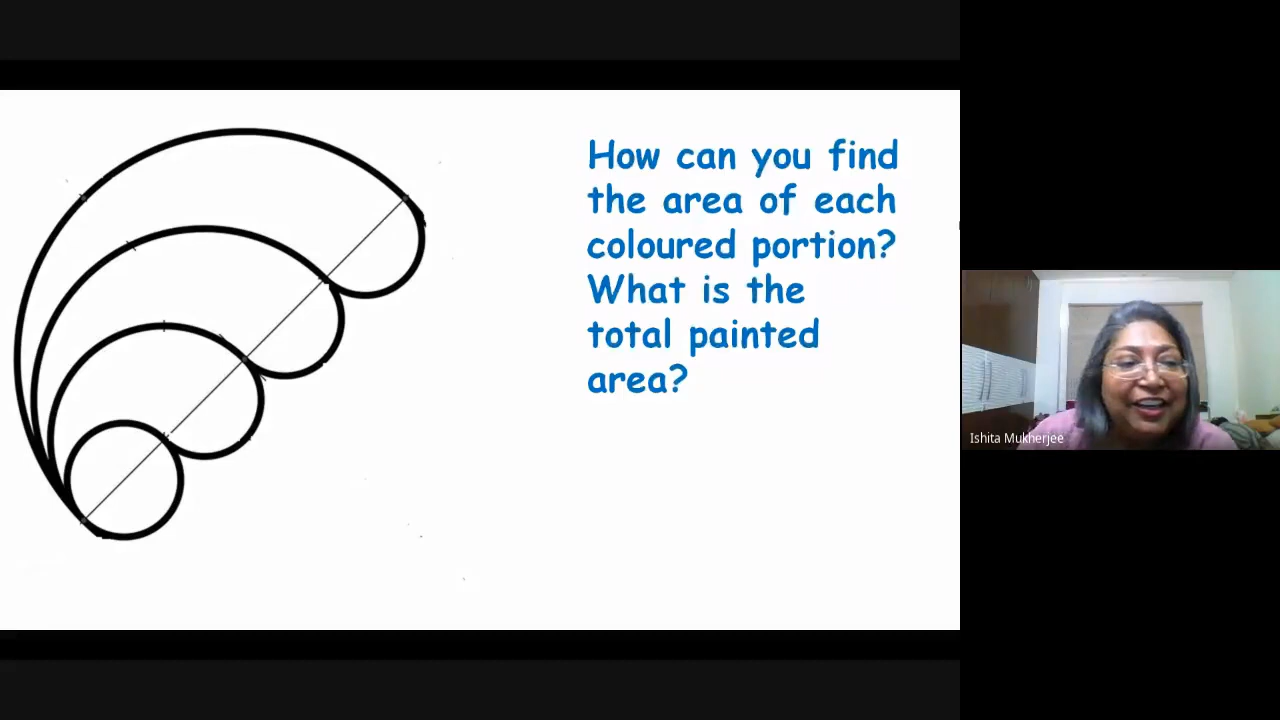 How can you find
the area of each
coloured portion?
What is the
total painted
area?
Ishita Mukherjee